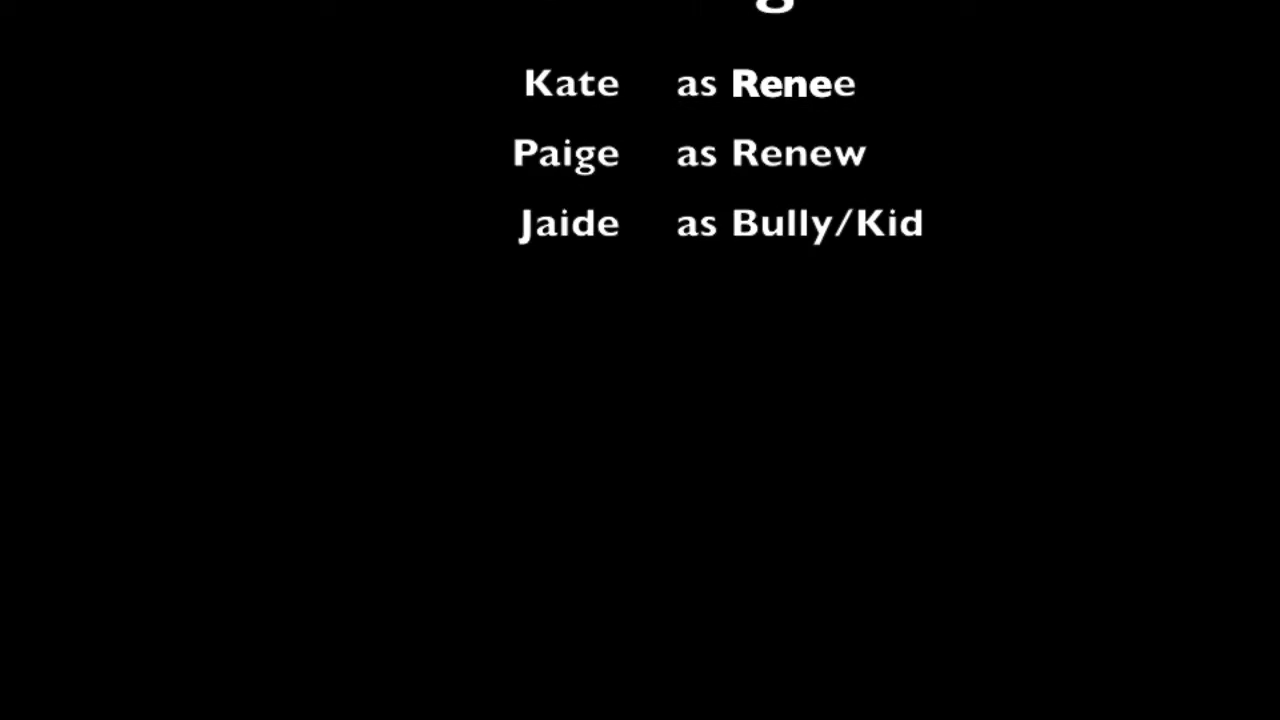 Kate as Renee
Paige as Renew
Jaide as Bully/Kid